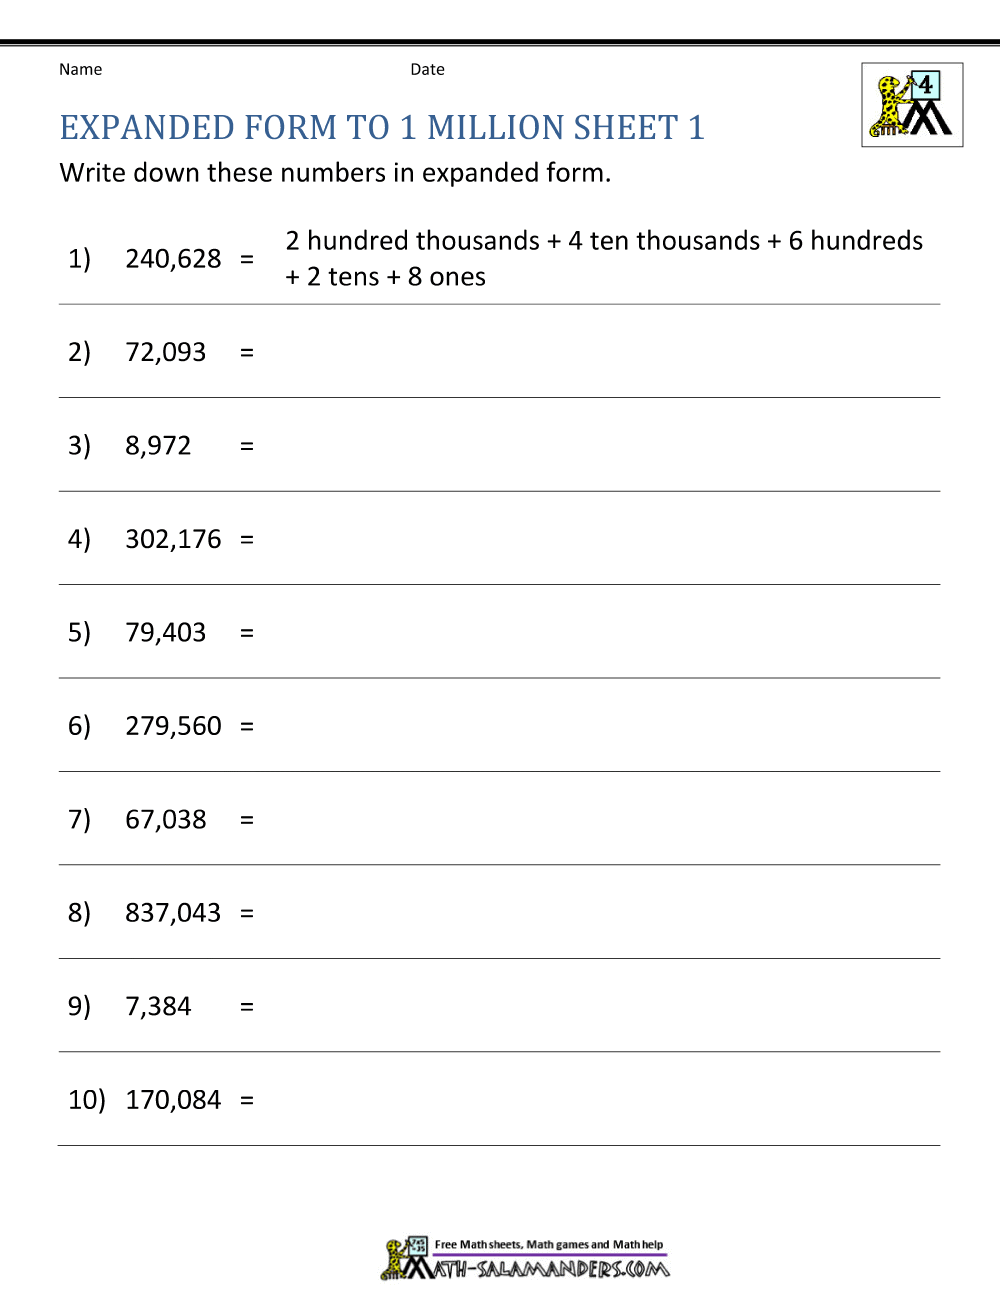 Name Date
4
EXPANDED FORM TO 1 MILLION SHEET 1
Write down these numbers in expanded form.
1) 240,628 = 2 hundred thousands + 4 ten thousands + 6 hundreds
+ 2 tens + 8 ones
2) 72,093 =
3) 8,972 =
4) 302,176 =
5) 79,403 =
6) 279,560 =
7) 67,038 =
8) 837,043 =
9) 7,384 =
10) 170,084 =
7x5
=35
Free Math sheets, Math games and Math help
MATH-SALAMANDERS.COM